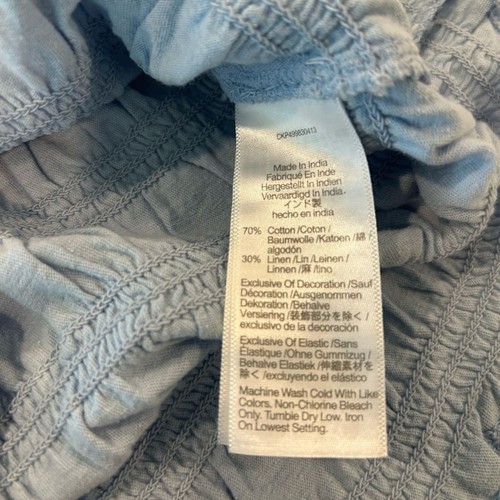 CKP499830413
Made In India
Fabriqué En Inde
Hergestellt In Indien
Vervaardigd In India.
インド製
hecho en india
70% Cotton /Coton /
Baumwolle /Katoen /綿 /
algodón
30% Linen /Lin /Leinen /
Linnen /麻 /lino
Exclusive Of Decoration /Sauf
Décoration /Ausgenommen
Dekoration /Behalve
Versiering /装飾部分を除く /
exclusivo de la decoración
Exclusive Of Elastic /Sans
Élastique /Ohne Gummizug /
Behalve Elastiek /伸縮素材を
除く /excluyendo el elástico
Machine Wash Cold With Like
Colors. Non-Chlorine Bleach
Only. Tumble Dry Low. Iron
On Lowest Setting.